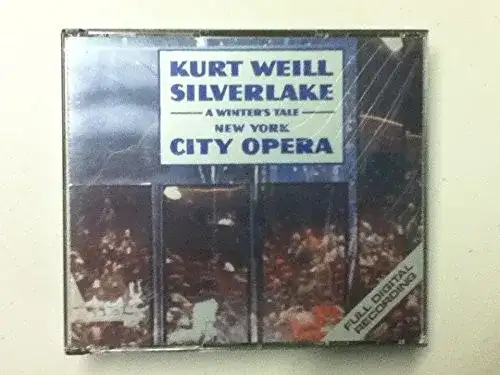 KURT WEILL
SILVERLAKE
A WINTER'S TALE
NEW YORK
CITY OPERA
FULL DIGITAL
RECORDING